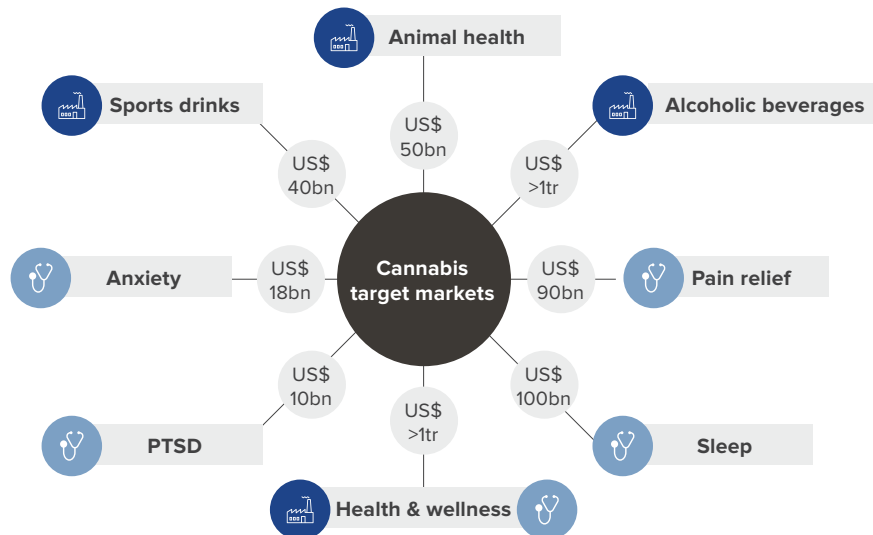 Animal health
Sports drinks
Alcoholic beverages
US$
50bn
US$
40bn
US$
>1tr
Anxiety
US$
18bn
Cannabis
target markets
US$
90bn
Pain relief
US$
10bn
US$
>1tr
US$
100bn
PTSD
Sleep
Health & wellness